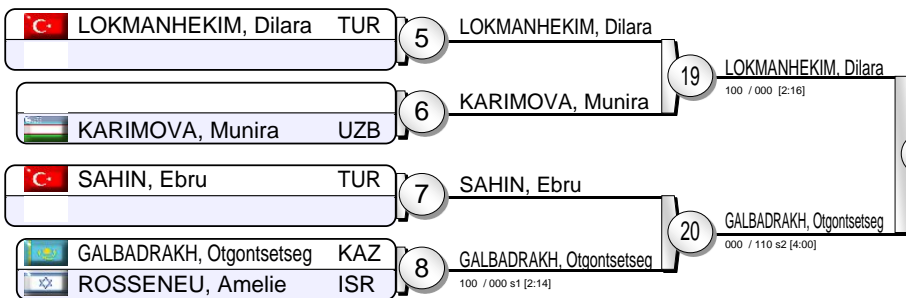 LOKMANHEKIM, Dilara TUR
5
LOKMANHEKIM, Dilara
19
LOKMANHEKIM, Dilara
100 / 000 [2:16]
6
KARIMOVA, Munira
KARIMOVA, Munira UZB
SAHIN, Ebru TUR
7
SAHIN, Ebru
20
GALBADRAKH, Otgontsetseg
000 / 110 s2 [4:00]
GALBADRAKH, Otgontsetseg KAZ
8
GALBADRAKH, Otgontsetseg
100 / 000 s1 [2:14]
ROSSENEU, Amelie ISR